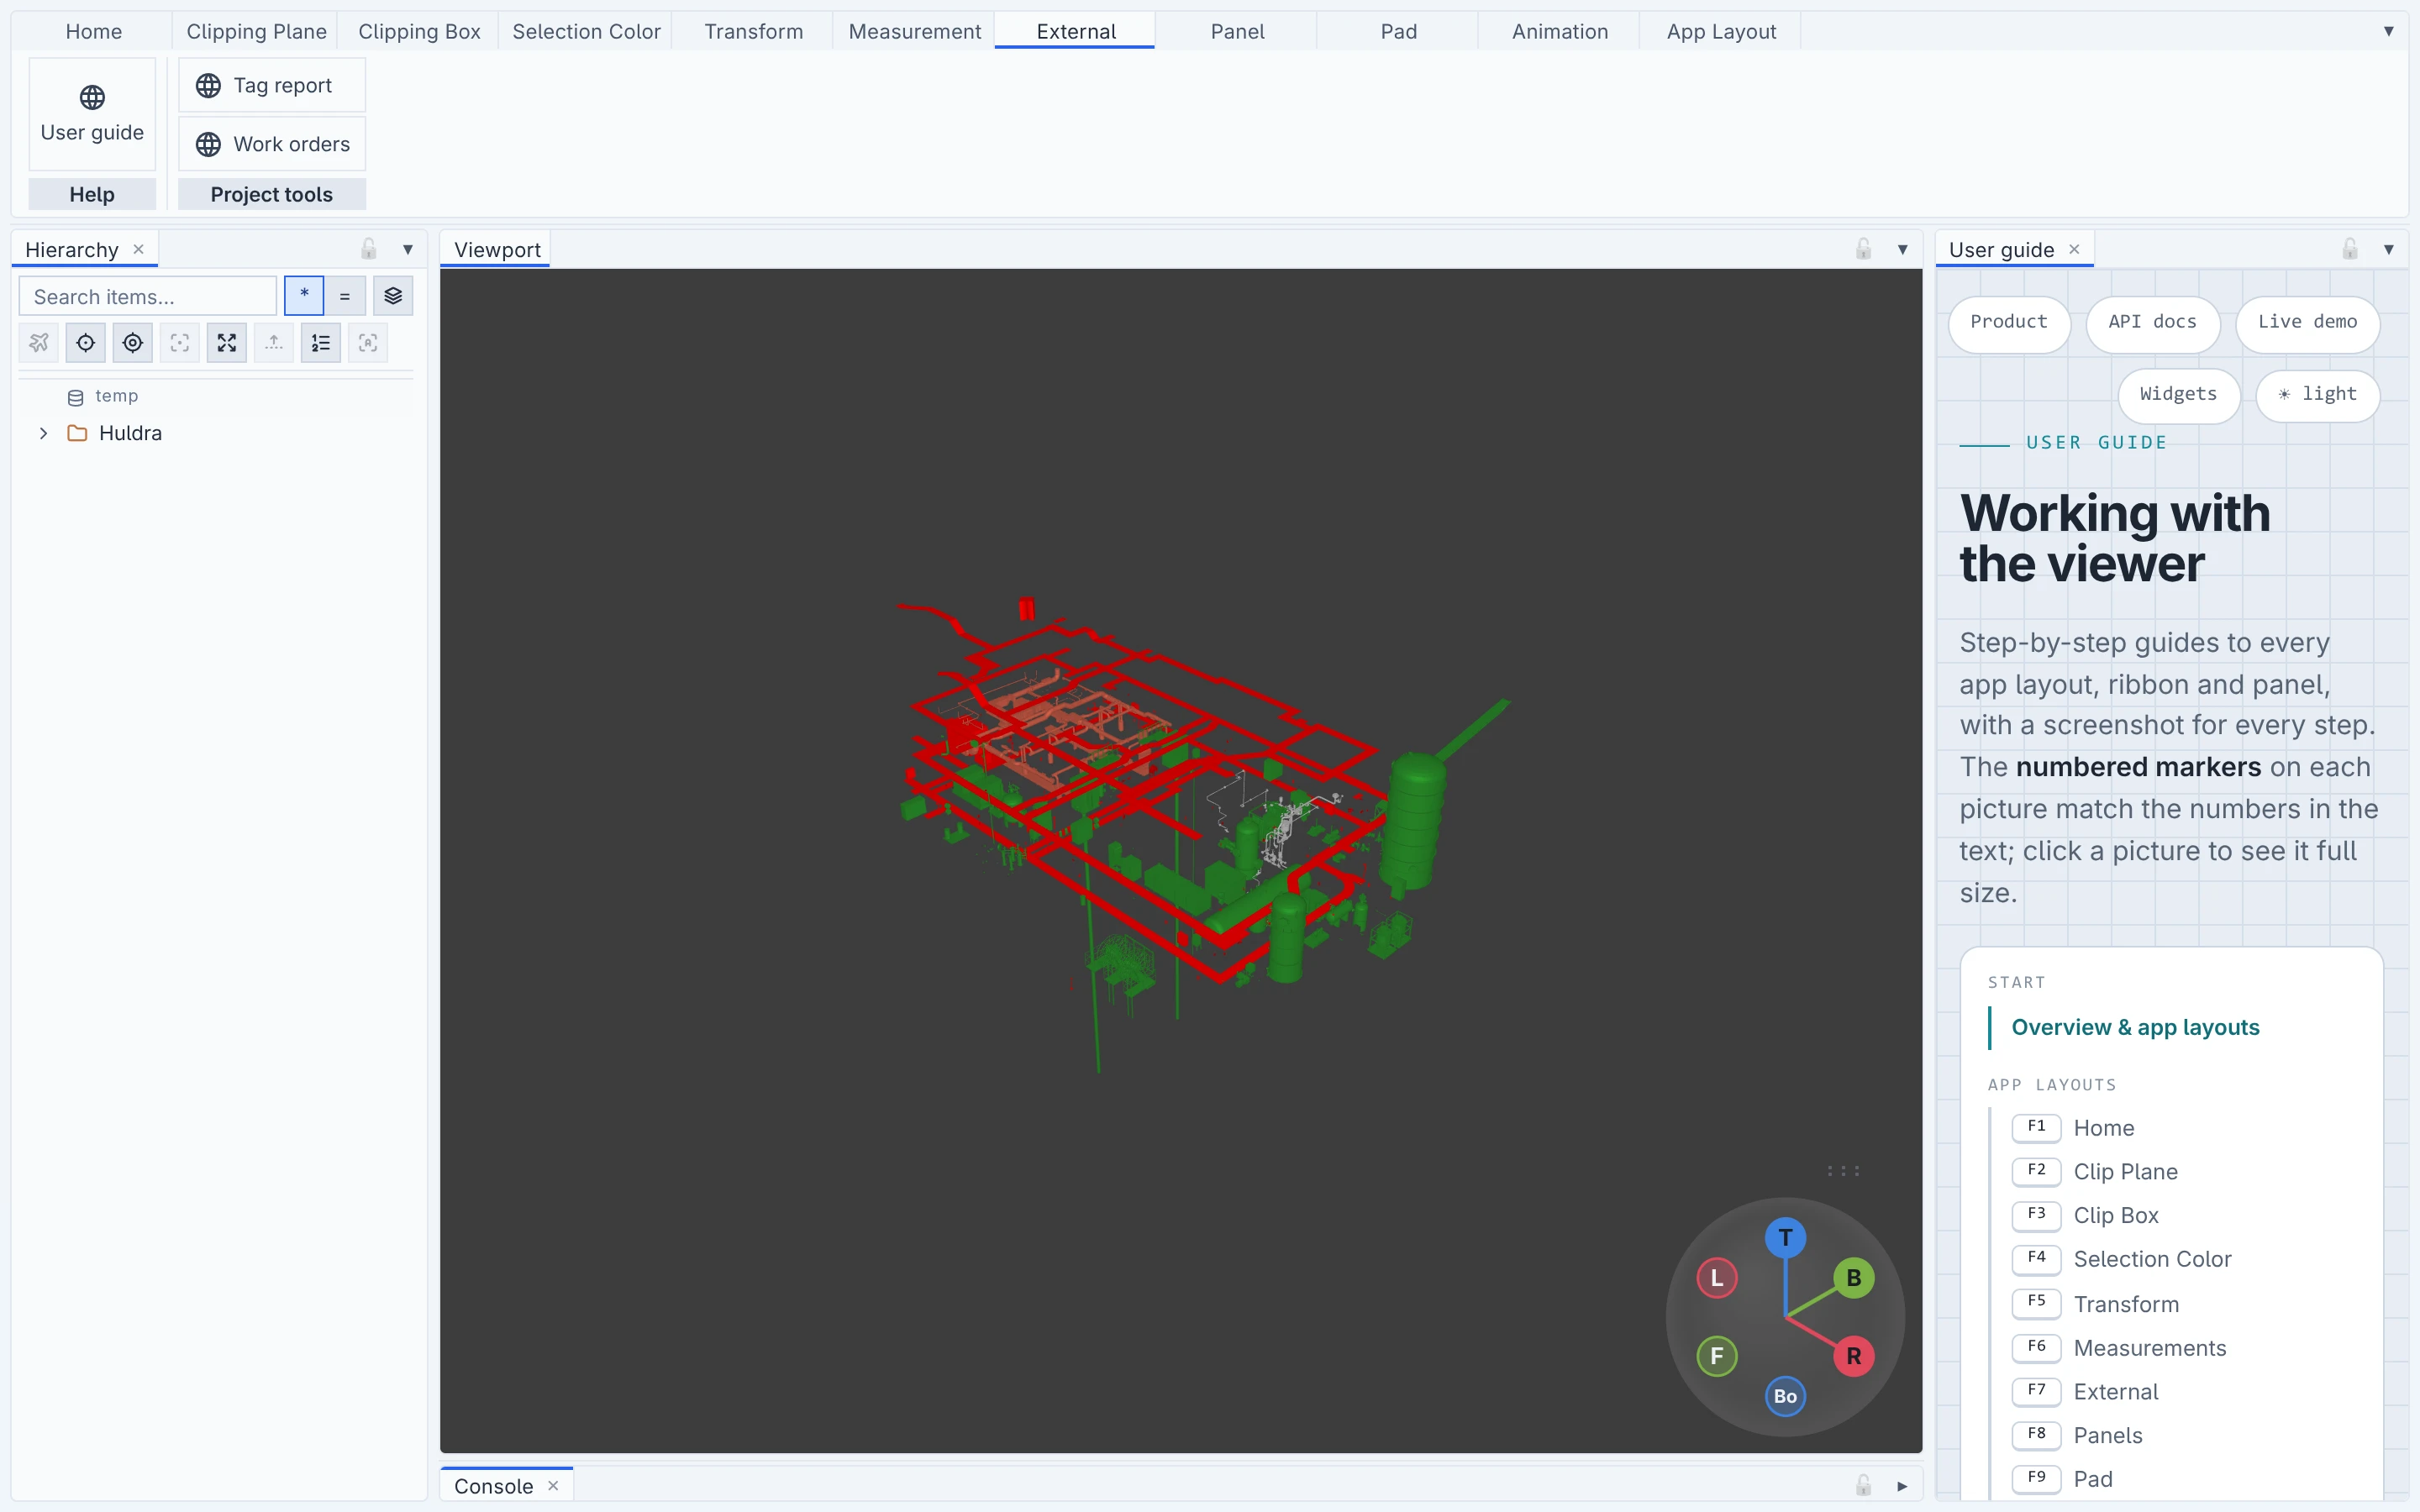 Home
Clipping Plane
Clipping Box
Selection Color
Transform
Measurement
External
Panel
Pad
Animation
App Layout
User guide
Help
Tag report
Work orders
Project tools
Hierarchy
Search items...
* =
temp
Huldra
Viewport
T
L
B
F
R
Bo
Console
User guide
Product
API docs
Live demo
Widgets
light
USER GUIDE
Working with
the viewer
Step-by-step guides to every
app layout, ribbon and panel,
with a screenshot for every step.
The numbered markers on each
picture match the numbers in the
text; click a picture to see it full
size.
START
Overview & app layouts
APP LAYOUTS
F1 Home
F2 Clip Plane
F3 Clip Box
F4 Selection Color
F5 Transform
F6 Measurements
F7 External
F8 Panels
F9 Pad